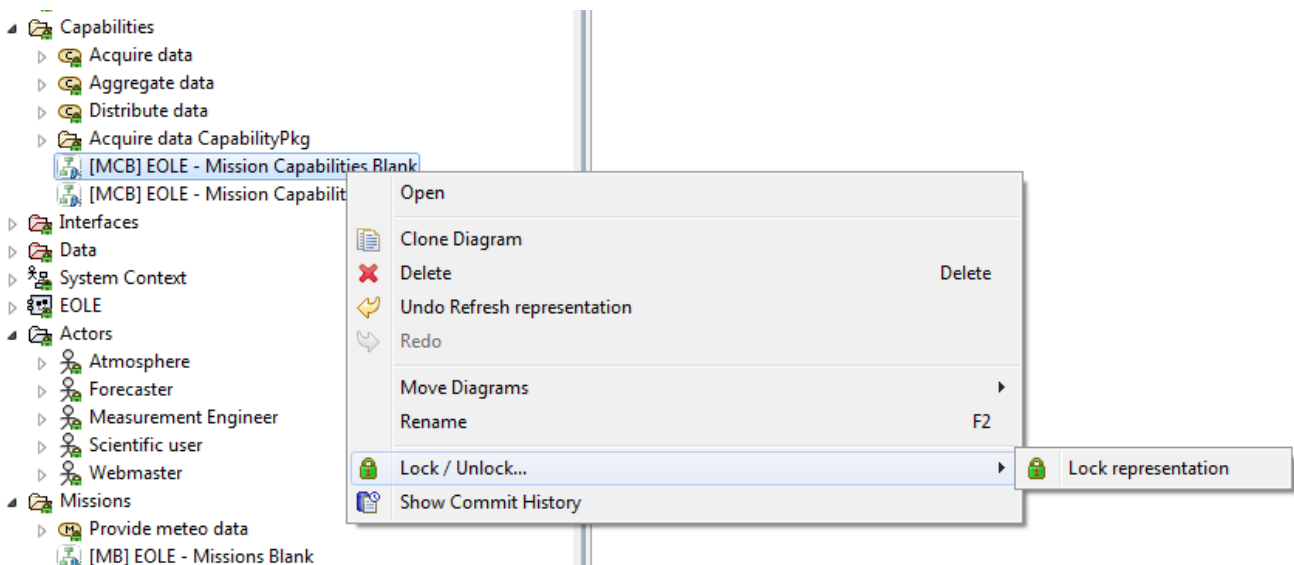 Capabilities
Acquire data
Aggregate data
Distribute data
Acquire data CapabilityPkg
[MCB] EOLE - Mission Capabilities Blank
[MCB] EOLE - Mission Capabilit
Interfaces
Data
System Context
EOLE
Actors
Atmosphere
Forecaster
Measurement Engineer
Scientific user
Webmaster
Missions
Provide meteo data
[MB] EOLE - Missions Blank
Open
Clone Diagram
Delete Delete
Undo Refresh representation
Redo
Move Diagrams
Rename F2
Lock / Unlock...
Show Commit History
Lock representation